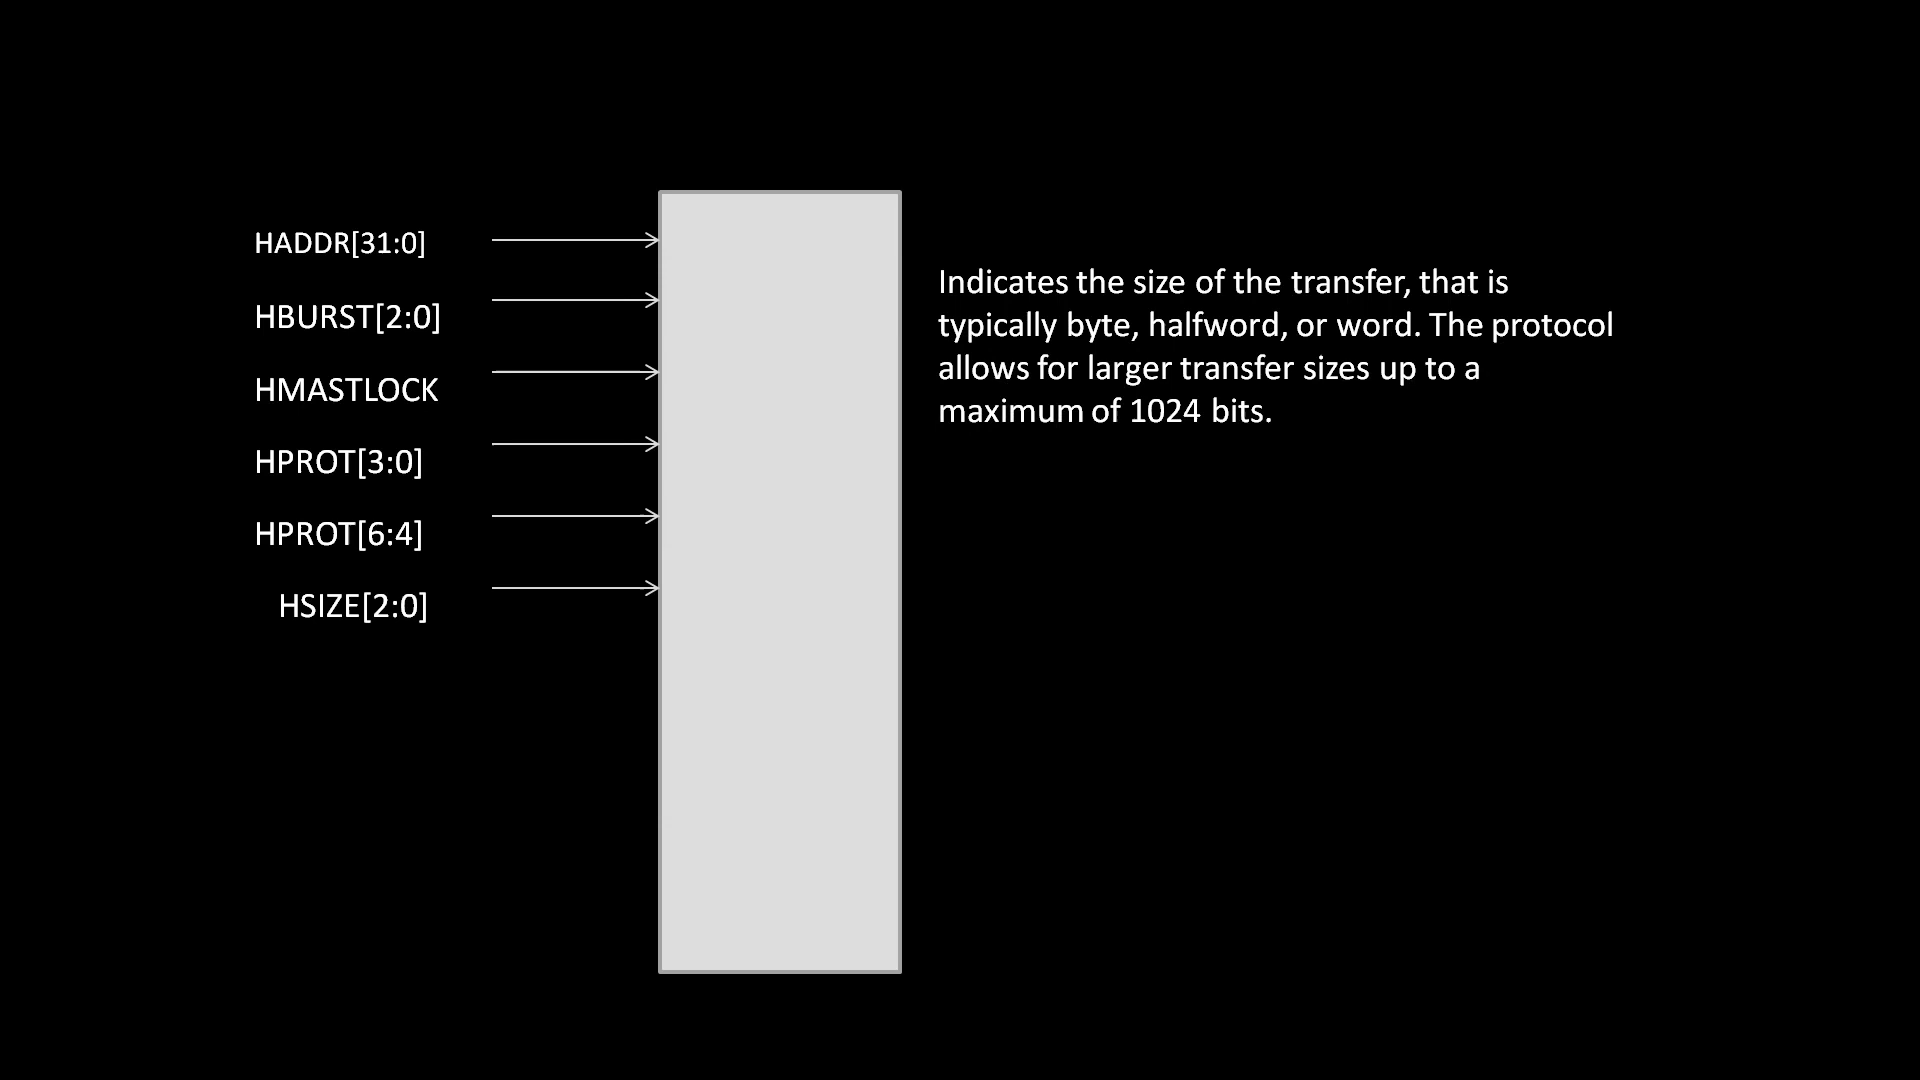 HADDR[31:0]
HBURST[2:0]
HMASTLOCK
HPROT[3:0]
HPROT[6:4]
HSIZE[2:0]
Indicates the size of the transfer, that is
typically byte, halfword, or word. The protocol
allows for larger transfer sizes up to a
maximum of 1024 bits.